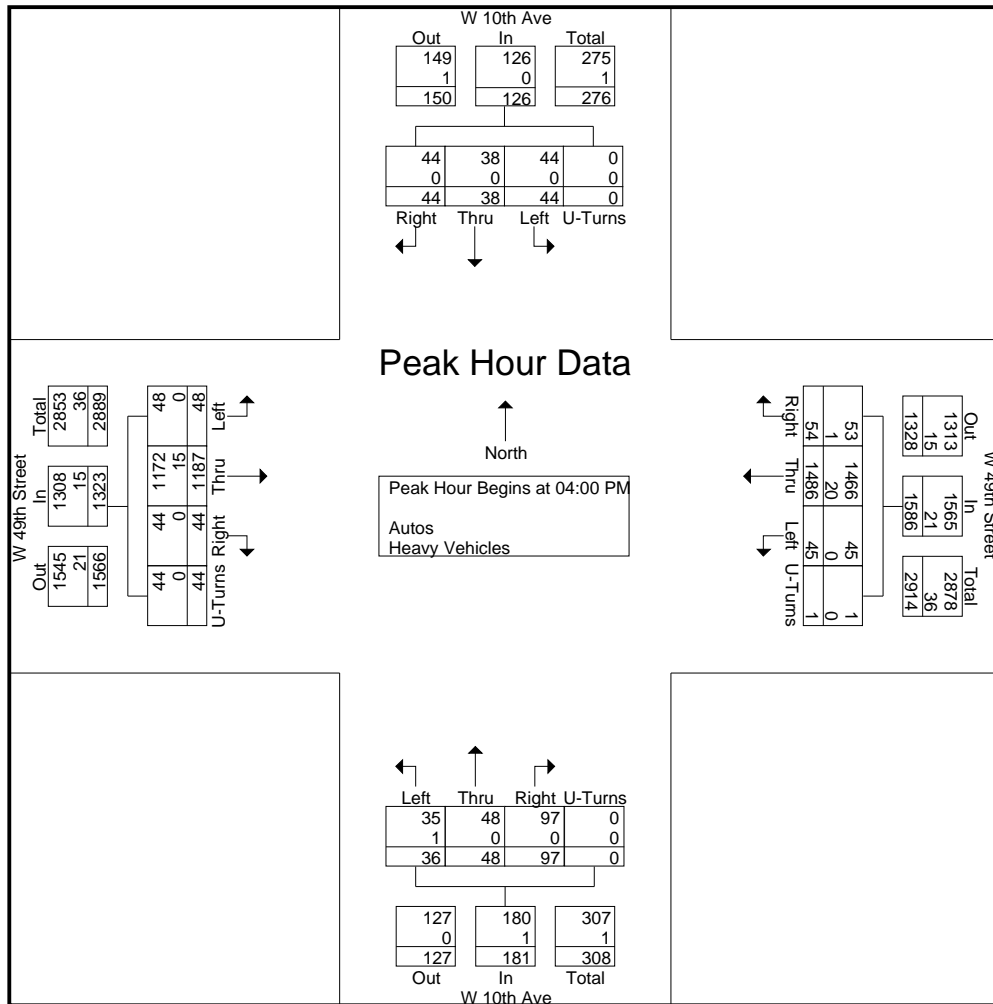 W 10th Ave
Out In Total
149 126 275
1 0 1
150 126 276
44 38 44 0
0 0 0 0
44 38 44 0
Right Thru Left U-Turns
Peak Hour Data
North
Peak Hour Begins at 04:00 PM
Autos
Heavy Vehicles
W 49th Street
Out In Total
1545 1308 2853
21 15 36
1566 1323 2889
44 44 1172 48
0 0 15 0
44 44 1187 48
U-Turns Right Thru Left
W 49th Street
Out In Total
1313 1565 2878
15 21 36
1328 1586 2914
53 1466 45 1
1 20 0 0
54 1486 45 1
Right Thru Left U-Turns
Left Thru Right U-Turns
35 48 97 0
1 0 0 0
36 48 97 0
127 180 307
0 1 1
127 181 308
Out In Total
W 10th Ave